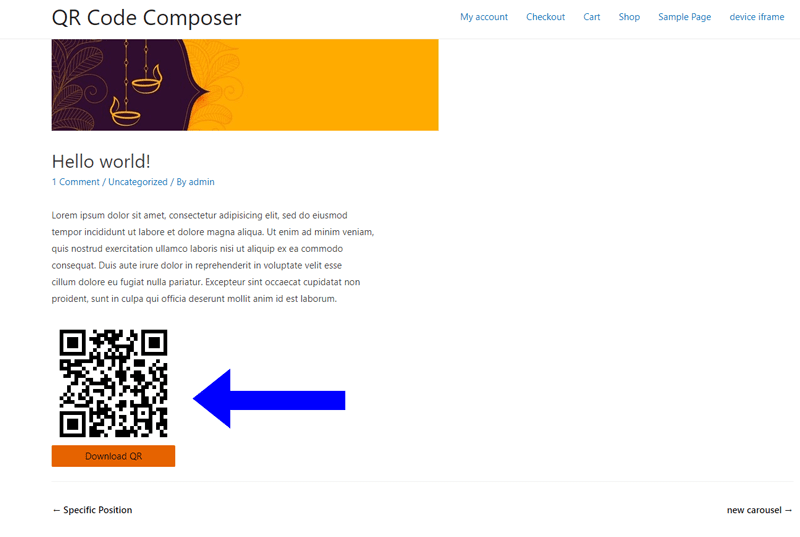 QR Code Composer
My account Checkout Cart Shop Sample Page device iframe
Hello world!
1 Comment / Uncategorized / By admin
Lorem ipsum dolor sit amet, consectetur adipisicing elit, sed do eiusmod
tempor incididunt ut labore et dolore magna aliqua. Ut enim ad minim veniam,
quis nostrud exercitation ullamco laboris nisi ut aliquip ex ea commodo
consequat. Duis aute irure dolor in reprehenderit in voluptate velit esse
cillum dolore eu fugiat nulla pariatur. Excepteur sint occaecat cupidatat non
proident, sunt in culpa qui officia deserunt mollit anim id est laborum.
Download QR
← Specific Position
new carousel →